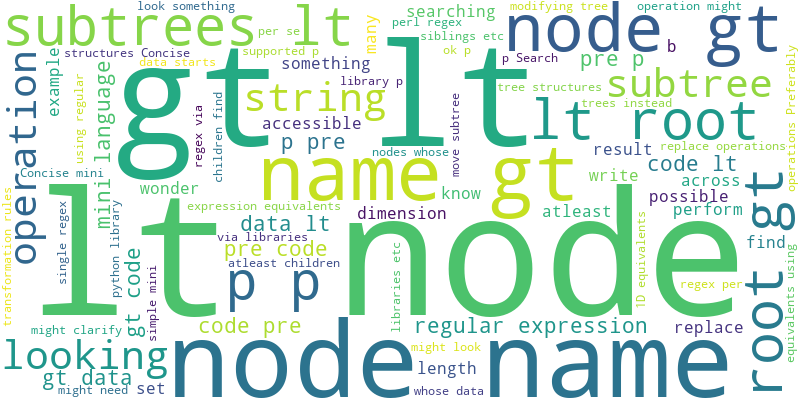 look something
per se
perl regex
searching
modifying tree
operation might
subtrees lt
siblings etc
node gt
structures Concise
supported p
many
ok p
b
data starts
something
p Search
pre p
library p
tree structures
subtree
operation
example
gt lt
string
accessible
trees instead
lt root
operations Preferably
using regular
mini language
regex via
children find
p pre
nodes whose
move subtree
result
replace operations
code lt
Concise mini
name gt
across
wonder
know
write
possible
expression equivalents
data lt
dimension
atleast
perform
root gt
transformation rules
single regex
python library
gt code
simple mini
via libraries
pre code
atleast children
find
lt node
p p
libraries etc
1D equivalents
regex per
equivalents using
might clarify
code pre
regular expression
replace
looking
might look
gt data
set
node name
length
might need
whose data